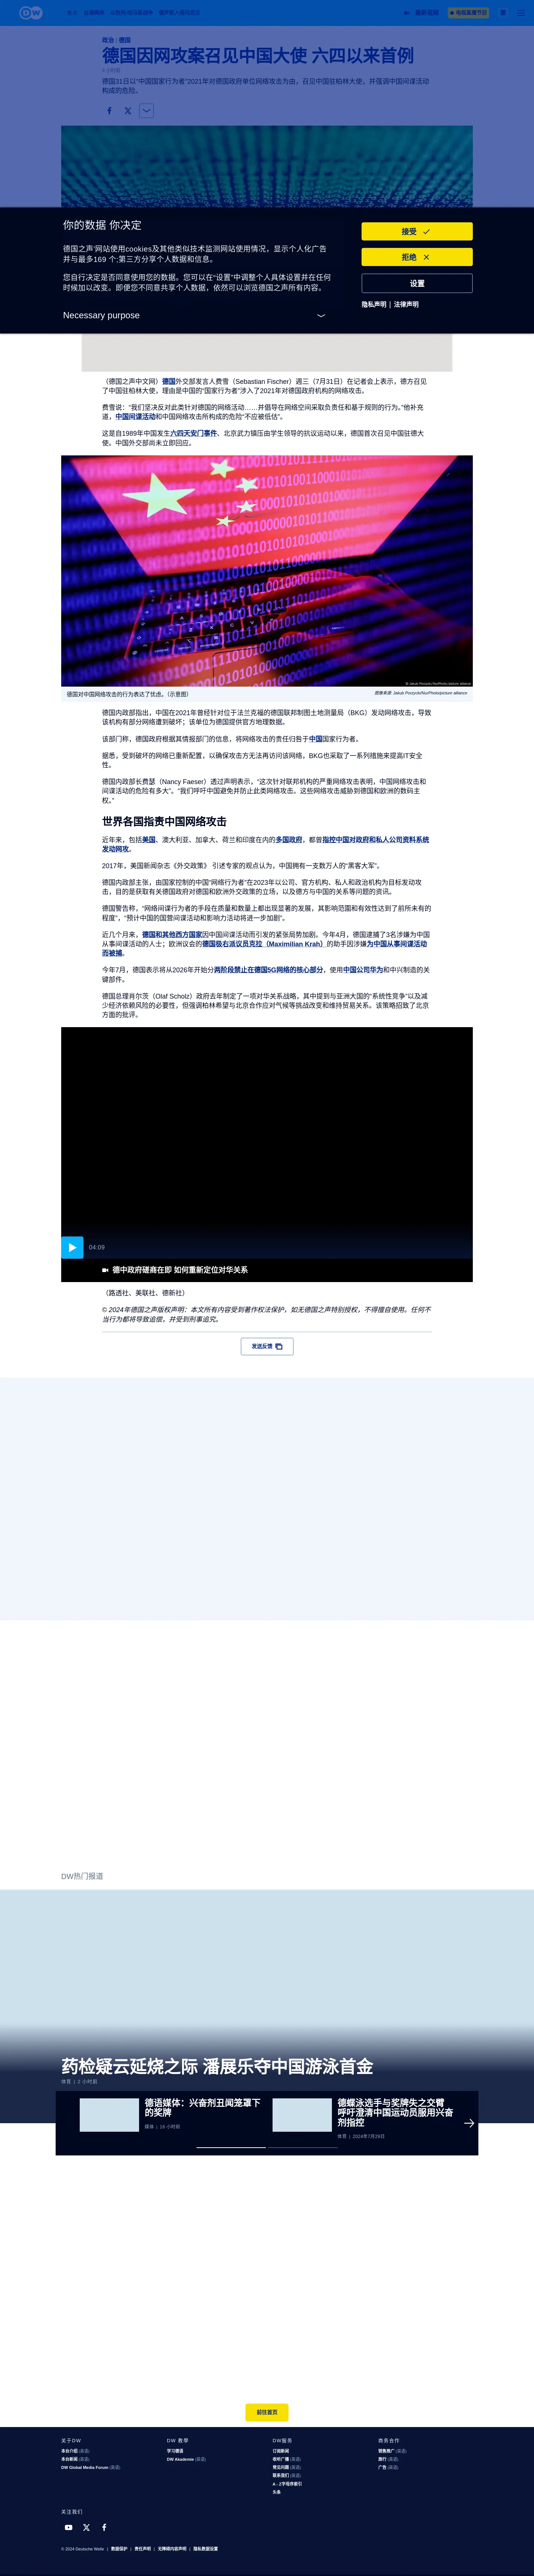 DW
最新视频
电视直播节目
政治 | 德国
德国因网攻案召见中国大使 六四以来首例
德国31日以"中国国家行为者"2021年对德国政府单位网络攻击为由，召见中国驻柏林大使，并强调中国间谍活动
构成的危险。
你的数据 你决定
德国之声'网站使用cookies及其他类似技术监测网站使用情况，显示个人化广告
并与最多169 个;第三方分享个人数据和信息。
您自行决定是否同意使用您的数据。您可以在"设置"中调整个人具体设置并在任何
时候加以改变。即便您不同意共享个人数据，依然可以浏览德国之声所有内容。
Necessary purpose
接受
拒绝
设置
隐私声明 | 法律声明
（德国之声中文网）德国外交部发言人费雪（Sebastian Fischer）週三（7月31日）在记者会上表示，德方召见
了中国驻柏林大使，理由是中国的"国家行为者"涉入了2021年对德国政府机构的网络攻击。
费雪说："我们坚决反对此类针对德国的网络活动……并倡导在网络空间采取负责任和基于规则的行为。"他补充
道，中国间谍活动和中国网络攻击所构成的危险"不应被低估"。
这是自1989年中国发生六四天安门事件、北京武力镇压由学生领导的抗议运动以来，德国首次召见中国驻德大
使。中国外交部尚未立即回应。
© Jakub Porzycki/NurPhoto/picture alliance
德国对中国网络攻击的行为表达了忧虑。（示意图）
图像来源: Jakub Porzycki/NurPhoto/picture alliance
德国内政部指出，中国在2021年曾经针对位于法兰克福的德国联邦制图土地测量局（BKG）发动网络攻击，导致
该机构有部分网络遭到破坏；该单位为德国提供官方地理数据。
该部门称，德国政府根据其情报部门的信息，将网络攻击的责任归咎于中国国家行为者。
据悉，受到破坏的网络已重新配置，以确保攻击方无法再访问该网络，BKG也采取了一系列措施来提高IT安全
性。
德国内政部长费瑟（Nancy Faeser）透过声明表示，"这次针对联邦机构的严重网络攻击表明，中国网络攻击和
间谍活动的危险有多大"。"我们呼吁中国避免并防止此类网络攻击。这些网络攻击威胁到德国和欧洲的数码主
权。"
世界各国指责中国网络攻击
近年来，包括美国、澳大利亚、加拿大、荷兰和印度在内的多国政府，都曾指控中国对政府和私人公司资料系统
发动网攻。
2017年，美国新闻杂志《外交政策》 引述专家的观点认为，中国拥有一支数万人的"黑客大军"。
德国内政部主张，由国家控制的中国"网络行为者"在2023年以公司、官方机构、私人和政治机构为目标发动攻
击，目的是获取有关德国政府对德国和欧洲外交政策的立场，以及德方与中国的关系等问题的资讯。
德国警告称，"网络间谍行为者的手段在质量和数量上都出现显著的发展，其影响范围和有效性达到了前所未有的
程度"，"预计中国的国营间谍活动和影响力活动将进一步加剧"。
近几个月来，德国和其他西方国家因中国间谍活动而引发的紧张局势加剧。今年4月，德国逮捕了3名涉嫌为中国
从事间谍活动的人士；欧洲议会的德国极右派议员克拉（Maximilian Krah）的助手因涉嫌为中国从事间谍活动
而被捕。
今年7月，德国表示将从2026年开始分两阶段禁止在德国5G网络的核心部分，使用中国公司华为和中兴制造的关
键部件。
德国总理肖尔茨（Olaf Scholz）政府去年制定了一项对华关系战略，其中提到与亚洲大国的"系统性竞争"以及减
少经济依赖风险的必要性，但强调柏林希望与北京合作应对气候等挑战改变和维持贸易关系。该策略招致了北京
方面的批评。
04:09
德中政府磋商在即 如何重新定位对华关系
（路透社、美联社、德新社）
© 2024年德国之声版权声明：本文所有内容受到著作权法保护，如无德国之声特别授权，不得擅自使用。任何不
当行为都将导致追偿，并受到刑事追究。
发送反馈
DW热门报道
药检疑云延烧之际 潘展乐夺中国游泳首金
体育 | 2 小时前
德语媒体：兴奋剂丑闻笼罩下
的奖牌
媒体 | 16 小时前
德蝶泳选手与奖牌失之交臂
呼吁澄清中国运动员服用兴奋
剂指控
体育 | 2024年7月29日
前往首页
关于DW
本台介绍 (英语)
本台新闻 (英语)
DW Global Media Forum (英语)
DW 教學
学习德语
DW Akademie (英语)
DW服务
订阅新闻
收听广播 (英语)
常见问题 (英语)
联系我们 (英语)
A - Z字母序索引
头条
商务合作
销售推广 (英语)
旅行 (英语)
广告 (英语)
关注我们
© 2024 Deutsche Welle | 数据保护 | 责任声明 | 无障碍内容声明 | 隐私数据设置